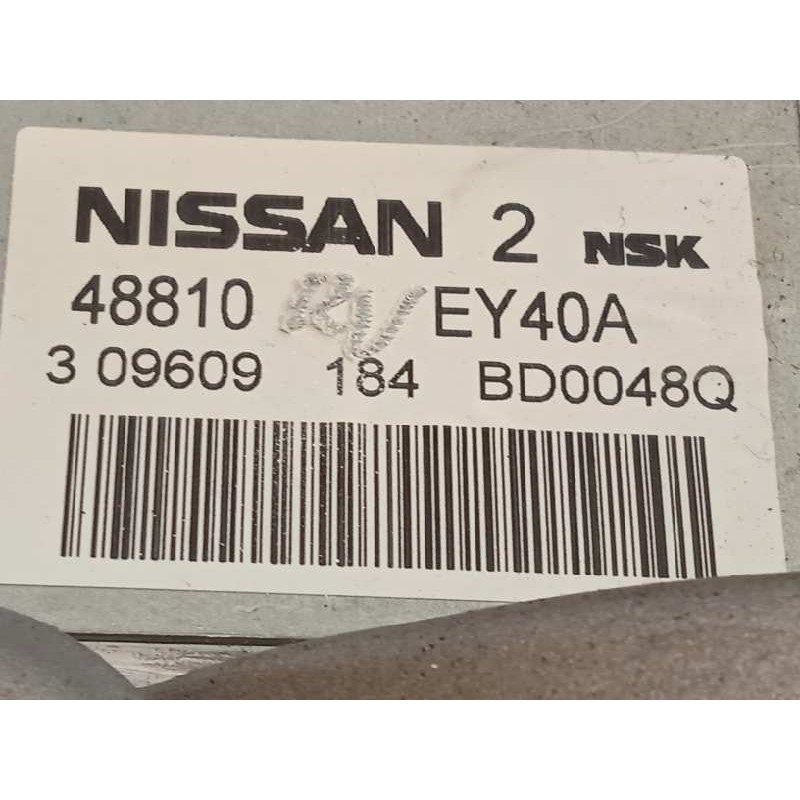 NISSAN 2 NSK
48810 EY40A
3 09609 184 BD0048Q